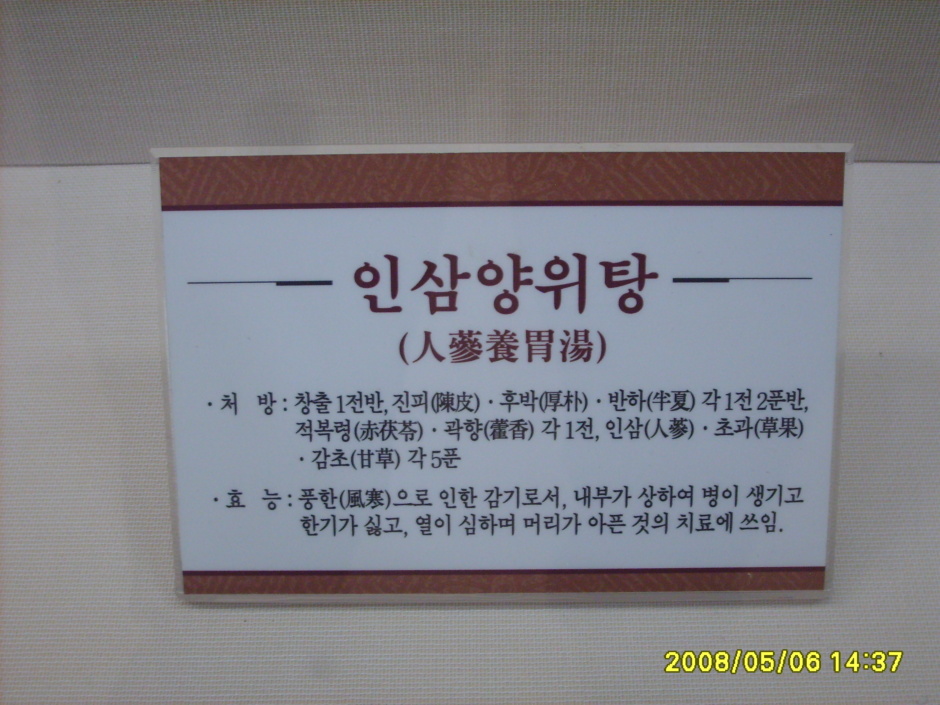 인삼양위탕
(人蔘養胃湯)
· 처 방 : 창출 1전반, 진피(陳皮) · 후박(厚朴) · 반하(半夏) 각 1전 2푼반,
적복령(赤茯苓) · 곽향(藿香) 각 1전, 인삼(人蔘) · 초과(草果)
· 감초(甘草) 각 5푼
· 효 능 : 풍한(風寒)으로 인한 감기로서, 내부가 상하여 병이 생기고
한기가 싫고, 열이 심하며 머리가 아픈 것의 치료에 쓰임.
2008/05/06 14:37